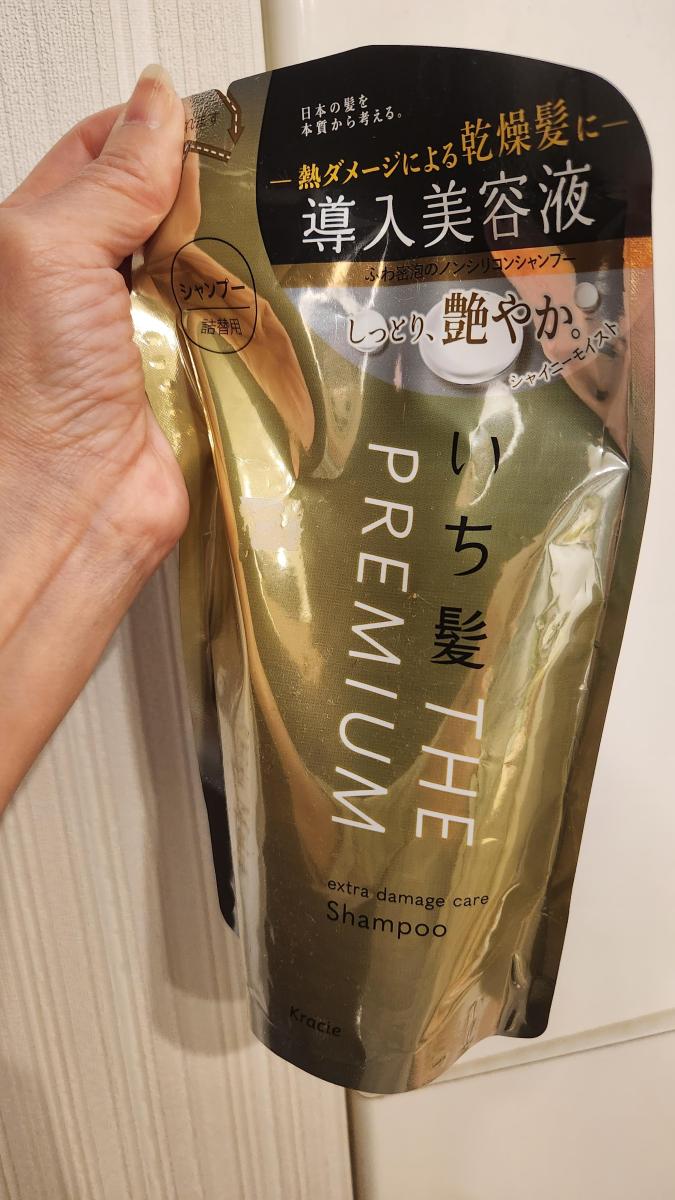 日本の髪を
本質から考える。
熱ダメージによる乾燥髪に
導入美容液
ふわ密泡のノンシリコンシャンプー
しっとり、艶やか。
シャイニーモイスト
シャンプー
詰替用
いち髪 THE
PREMIUM
extra damage care
Shampoo
Kracie